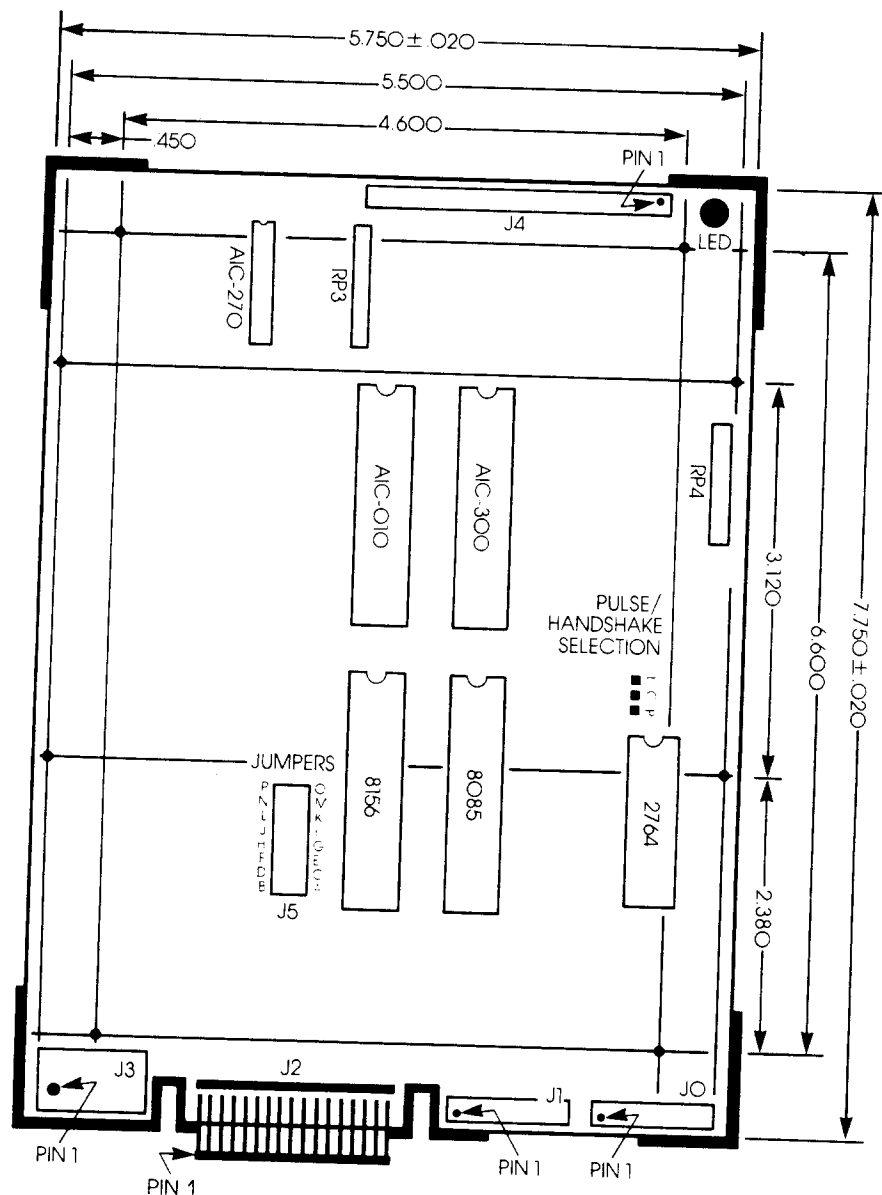 5.750 ± .020
5.500
4.600
.450
PIN 1
J4
LED
AIC-270
RP3
AIC-010
AIC-300
RP4
3.120
6.600
7.750 ± .020
PULSE/
HANDSHAKE
SELECTION
JUMPERS
8156
8085
2764
J5
2.380
J3
J2
J1
J0
PIN 1
PIN 1
PIN 1
PIN 1